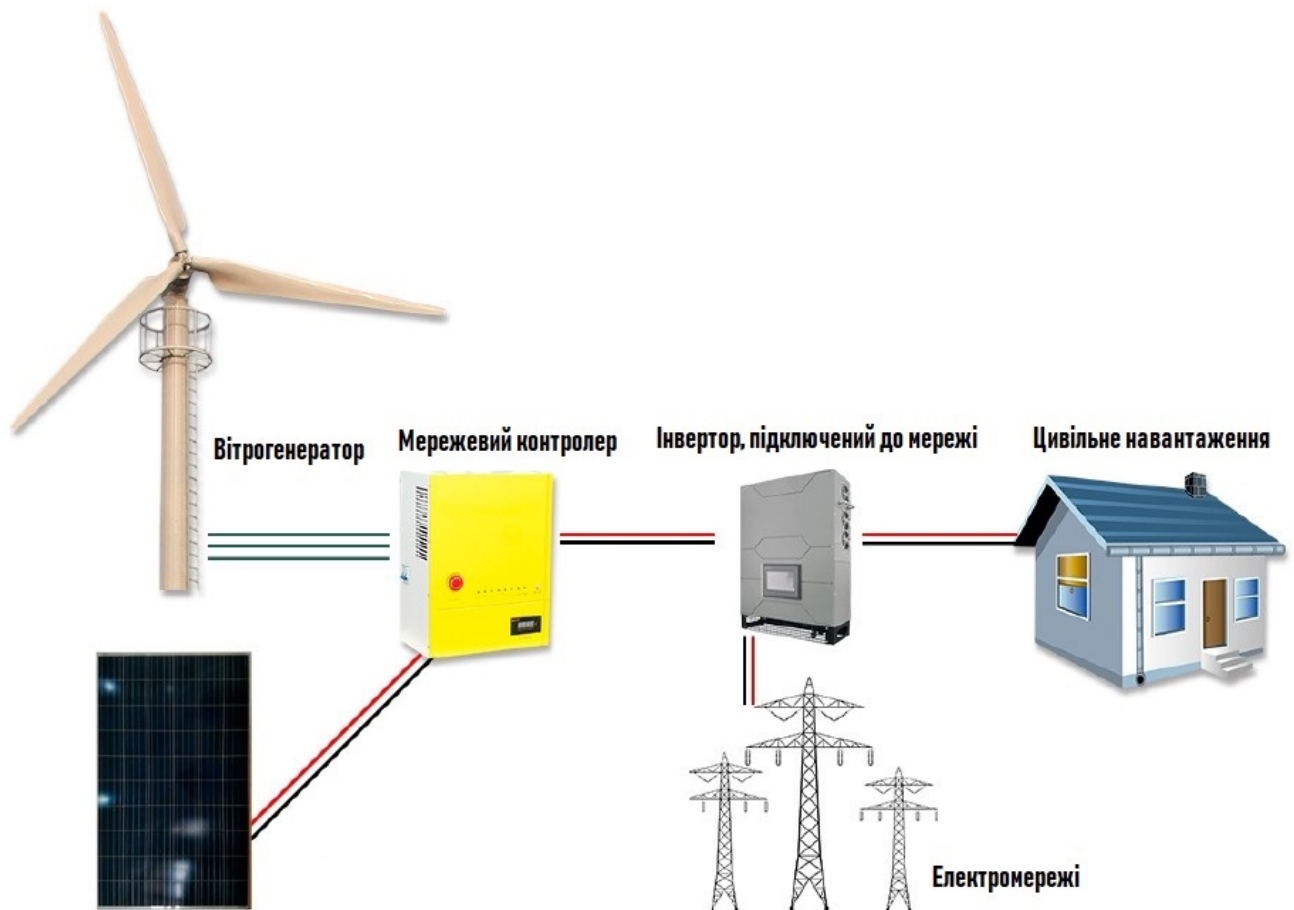 Вітрогенератор
Мережевий контролер
Інвертор, підключений до мережі
Цивільне навантаження
Електромережі